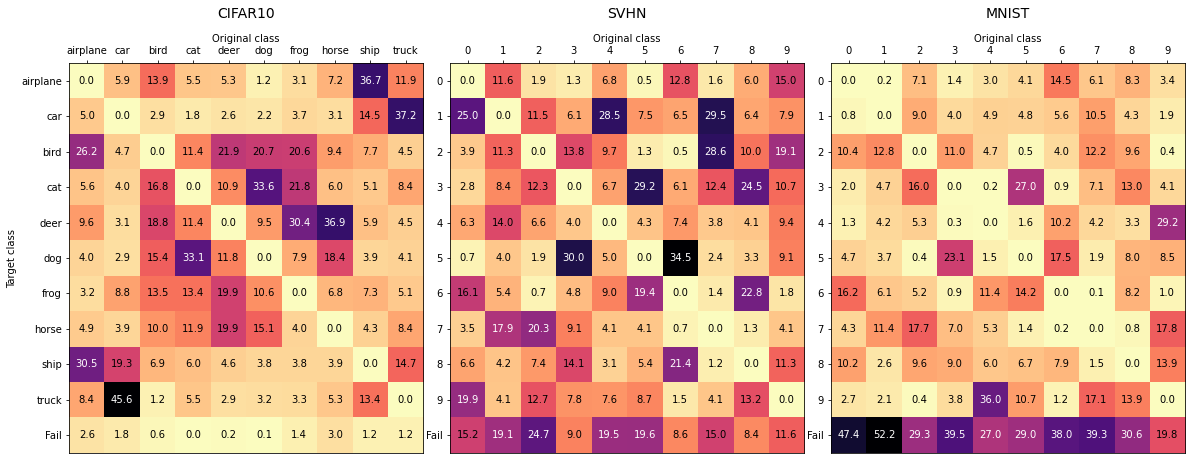 CIFAR10
Original class
airplane car bird cat deer dog frog horse ship truck
Target class
airplane 0.0 5.9 13.9 5.5 5.3 1.2 3.1 7.2 36.7 11.9
car 5.0 0.0 2.9 1.8 2.6 2.2 3.7 3.1 14.5 37.2
bird 26.2 4.7 0.0 11.4 21.9 20.7 20.6 9.4 7.7 4.5
cat 5.6 4.0 16.8 0.0 10.9 33.6 21.8 6.0 5.1 8.4
deer 9.6 3.1 18.8 11.4 0.0 9.5 30.4 36.9 5.9 4.5
dog 4.0 2.9 15.4 33.1 11.8 0.0 7.9 18.4 3.9 4.1
frog 3.2 8.8 13.5 13.4 19.9 10.6 0.0 6.8 7.3 5.1
horse 4.9 3.9 10.0 11.9 19.9 15.1 4.0 0.0 4.3 8.4
ship 30.5 19.3 6.9 6.0 4.6 3.8 3.8 3.9 0.0 14.7
truck 8.4 45.6 1.2 5.5 2.9 3.2 3.3 5.3 13.4 0.0
Fail 2.6 1.8 0.6 0.0 0.2 0.1 1.4 3.0 1.2 1.2
SVHN
Original class
0 1 2 3 4 5 6 7 8 9
0 0.0 11.6 1.9 1.3 6.8 0.5 12.8 1.6 6.0 15.0
1 25.0 0.0 11.5 6.1 28.5 7.5 6.5 29.5 6.4 7.9
2 3.9 11.3 0.0 13.8 9.7 1.3 0.5 28.6 10.0 19.1
3 2.8 8.4 12.3 0.0 6.7 29.2 6.1 12.4 24.5 10.7
4 6.3 14.0 6.6 4.0 0.0 4.3 7.4 3.8 4.1 9.4
5 0.7 4.0 1.9 30.0 5.0 0.0 34.5 2.4 3.3 9.1
6 16.1 5.4 0.7 4.8 9.0 19.4 0.0 1.4 22.8 1.8
7 3.5 17.9 20.3 9.1 4.1 4.1 0.7 0.0 1.3 4.1
8 6.6 4.2 7.4 14.1 3.1 5.4 21.4 1.2 0.0 11.3
9 19.9 4.1 12.7 7.8 7.6 8.7 1.5 4.1 13.2 0.0
Fail 15.2 19.1 24.7 9.0 19.5 19.6 8.6 15.0 8.4 11.6
MNIST
Original class
0 1 2 3 4 5 6 7 8 9
0 0.0 0.2 7.1 1.4 3.0 4.1 14.5 6.1 8.3 3.4
1 0.8 0.0 9.0 4.0 4.9 4.8 5.6 10.5 4.3 1.9
2 10.4 12.8 0.0 11.0 4.7 0.5 4.0 12.2 9.6 0.4
3 2.0 4.7 16.0 0.0 0.2 27.0 0.9 7.1 13.0 4.1
4 1.3 4.2 5.3 0.3 0.0 1.6 10.2 4.2 3.3 29.2
5 4.7 3.7 0.4 23.1 1.5 0.0 17.5 1.9 8.0 8.5
6 16.2 6.1 5.2 0.9 11.4 14.2 0.0 0.1 8.2 1.0
7 4.3 11.4 17.7 7.0 5.3 1.4 0.2 0.0 0.8 17.8
8 10.2 2.6 9.6 9.0 6.0 6.7 7.9 1.5 0.0 13.9
9 2.7 2.1 0.4 3.8 36.0 10.7 1.2 17.1 13.9 0.0
Fail 47.4 52.2 29.3 39.5 27.0 29.0 38.0 39.3 30.6 19.8